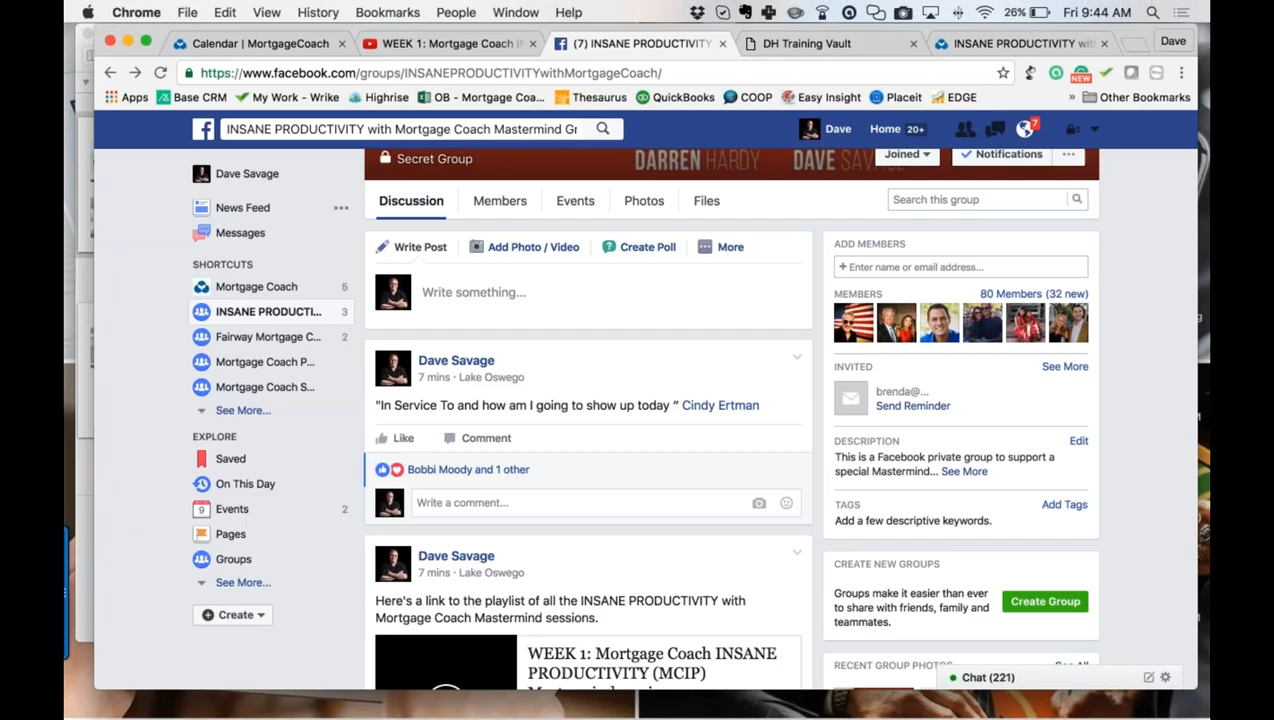 Chrome File Edit View History Bookmarks People Window Help 26% Fri 9:44 AM
Calendar | MortgageCoach WEEK 1: Mortgage Coach IN (7) INSANE PRODUCTIVITY DH Training Vault INSANE PRODUCTIVITY wit Dave
https://www.facebook.com/groups/INSANEPRODUCTIVITYwithMortgageCoach/
NEW
Apps Base CRM My Work - Wrike Highrise OB - Mortgage Coa... Thesaurus QuickBooks COOP Easy Insight Placeit EDGE » Other Bookmarks
INSANE PRODUCTIVITY with Mortgage Coach Mastermind Gr Dave Home 20+ 7
Secret Group DARREN HARDY DAVE SAVAGE Joined Notifications
Dave Savage
News Feed
Messages
SHORTCUTS
Mortgage Coach 5
INSANE PRODUCTI... 3
Fairway Mortgage C... 2
Mortgage Coach P...
Mortgage Coach S...
See More...
EXPLORE
Saved
On This Day
9 Events 2
Pages
Groups
See More...
Create
Discussion Members Events Photos Files Search this group
Write Post Add Photo / Video Create Poll More
Write something...
Dave Savage
7 mins · Lake Oswego
"In Service To and how am I going to show up today " Cindy Ertman
Like Comment
Bobbi Moody and 1 other
Write a comment...
Dave Savage
7 mins · Lake Oswego
Here's a link to the playlist of all the INSANE PRODUCTIVITY with
Mortgage Coach Mastermind sessions.
WEEK 1: Mortgage Coach INSANE
PRODUCTIVITY (MCIP)
ADD MEMBERS
+ Enter name or email address...
MEMBERS 80 Members (32 new)
INVITED See More
brenda@...
Send Reminder
DESCRIPTION Edit
This is a Facebook private group to support a
special Mastermind... See More
TAGS Add Tags
Add a few descriptive keywords.
CREATE NEW GROUPS
Groups make it easier than ever
to share with friends, family and
teammates.
Create Group
RECENT GROUP PHOTOS See All
Chat (221)